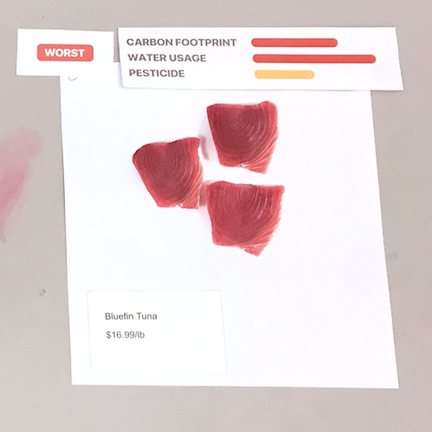 WORST
CARBON FOOTPRINT
WATER USAGE
PESTICIDE
Bluefin Tuna
$16.99/lb